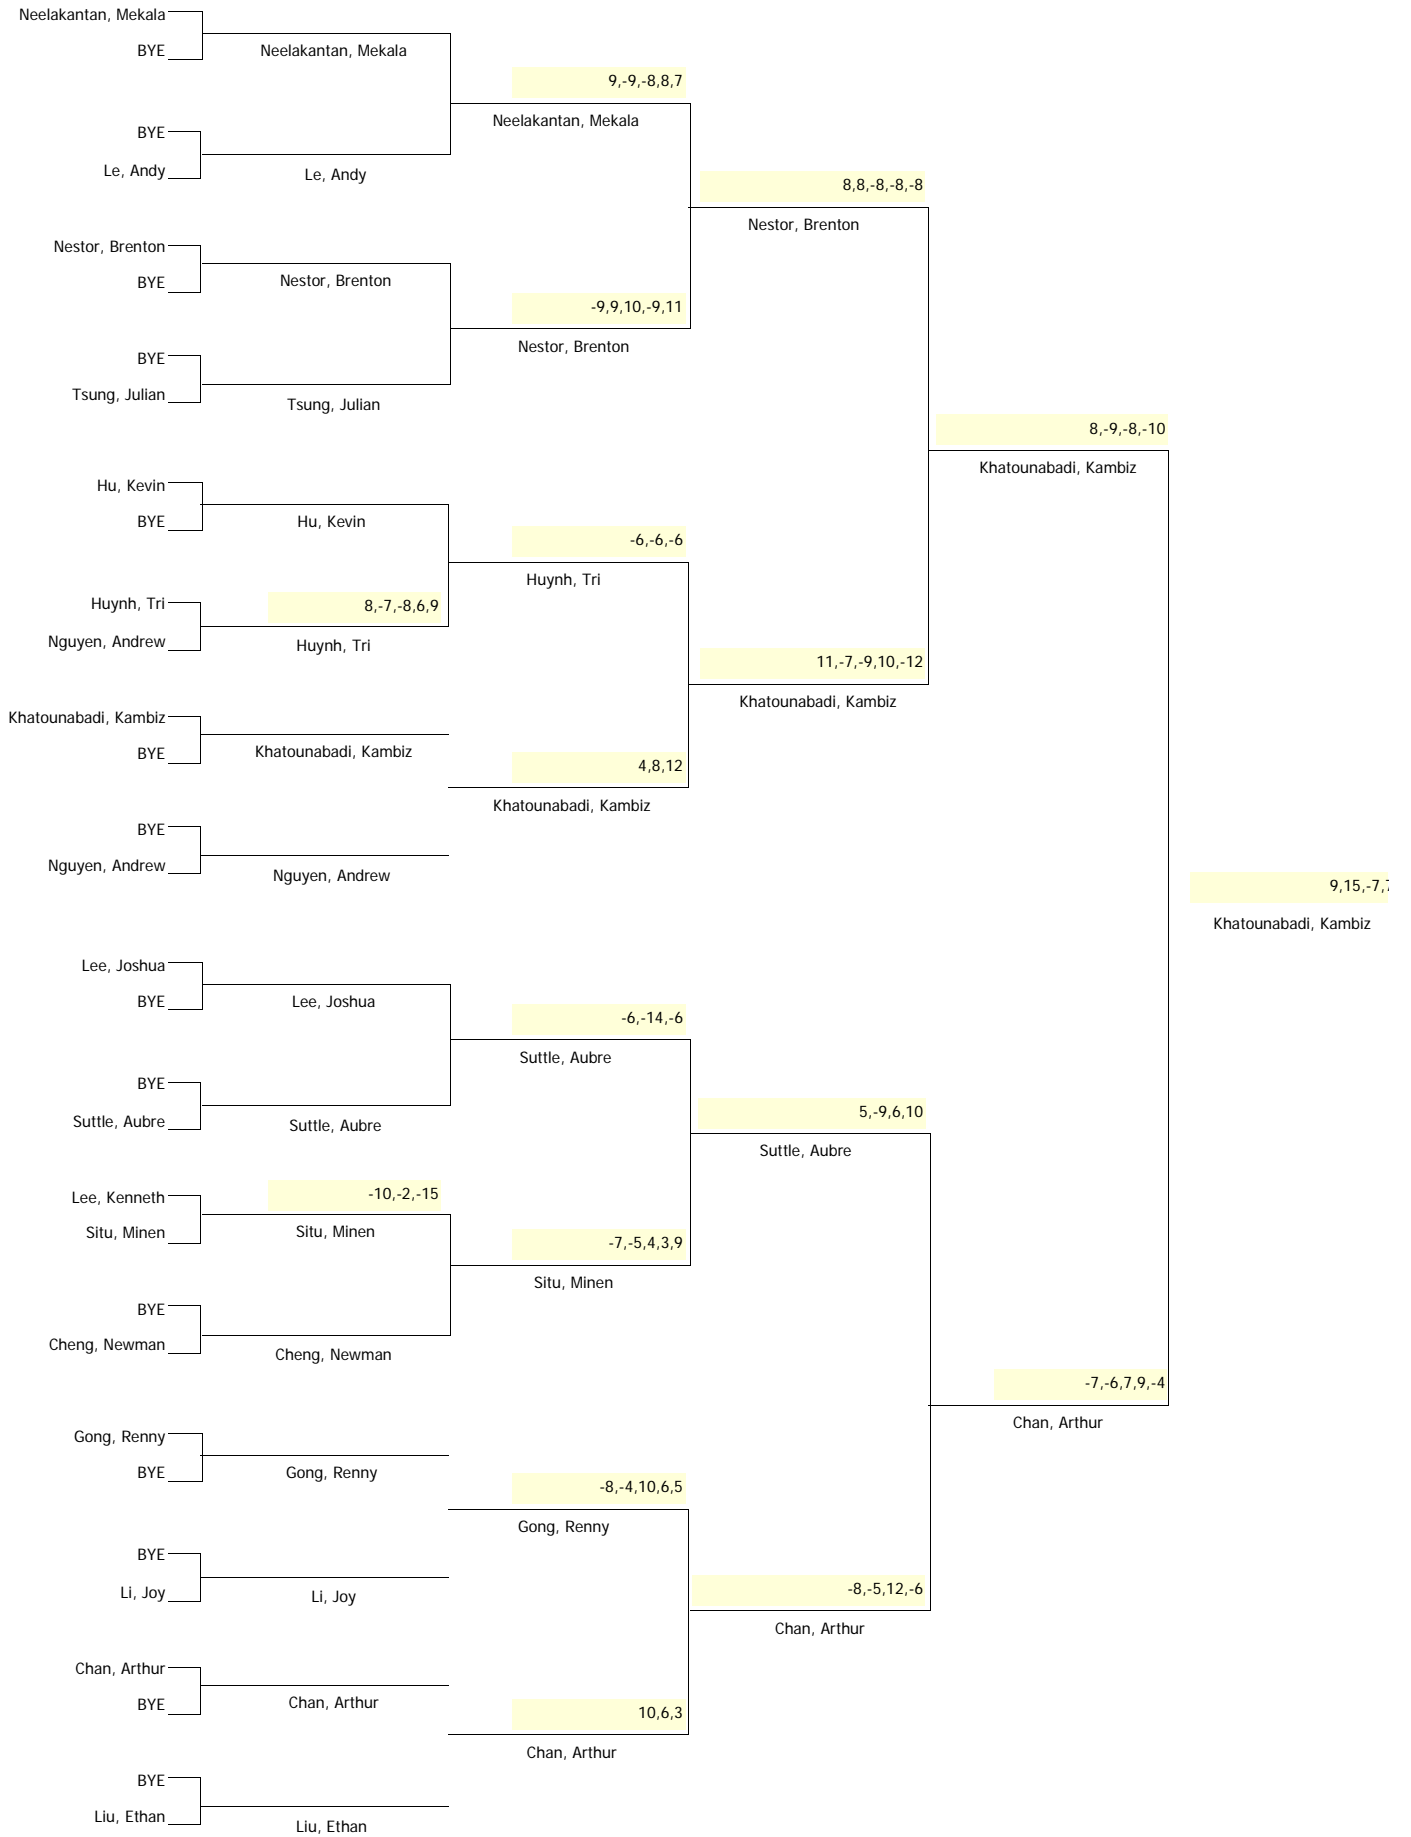 Neelakantan, Mekala
BYE
Neelakantan, Mekala
9,-9,-8,8,7
Neelakantan, Mekala
BYE
Le, Andy
Le, Andy
8,8,-8,-8,-8
Nestor, Brenton
Nestor, Brenton
BYE
Nestor, Brenton
-9,9,10,-9,11
Nestor, Brenton
BYE
Tsung, Julian
Tsung, Julian
8,-9,-8,-10
Khatounabadi, Kambiz
Hu, Kevin
BYE
Hu, Kevin
-6,-6,-6
Huynh, Tri
Huynh, Tri
Nguyen, Andrew
8,-7,-8,6,9
Huynh, Tri
11,-7,-9,10,-12
Khatounabadi, Kambiz
Khatounabadi, Kambiz
BYE
Khatounabadi, Kambiz
4,8,12
Khatounabadi, Kambiz
BYE
Nguyen, Andrew
Nguyen, Andrew
9,15,-7,7
Khatounabadi, Kambiz
Lee, Joshua
BYE
Lee, Joshua
-6,-14,-6
Suttle, Aubre
BYE
Suttle, Aubre
Suttle, Aubre
5,-9,6,10
Suttle, Aubre
Lee, Kenneth
Situ, Minen
-10,-2,-15
Situ, Minen
-7,-5,4,3,9
Situ, Minen
BYE
Cheng, Newman
Cheng, Newman
-7,-6,7,9,-4
Chan, Arthur
Gong, Renny
BYE
Gong, Renny
-8,-4,10,6,5
Gong, Renny
BYE
Li, Joy
Li, Joy
-8,-5,12,-6
Chan, Arthur
Chan, Arthur
BYE
Chan, Arthur
10,6,3
Chan, Arthur
BYE
Liu, Ethan
Liu, Ethan